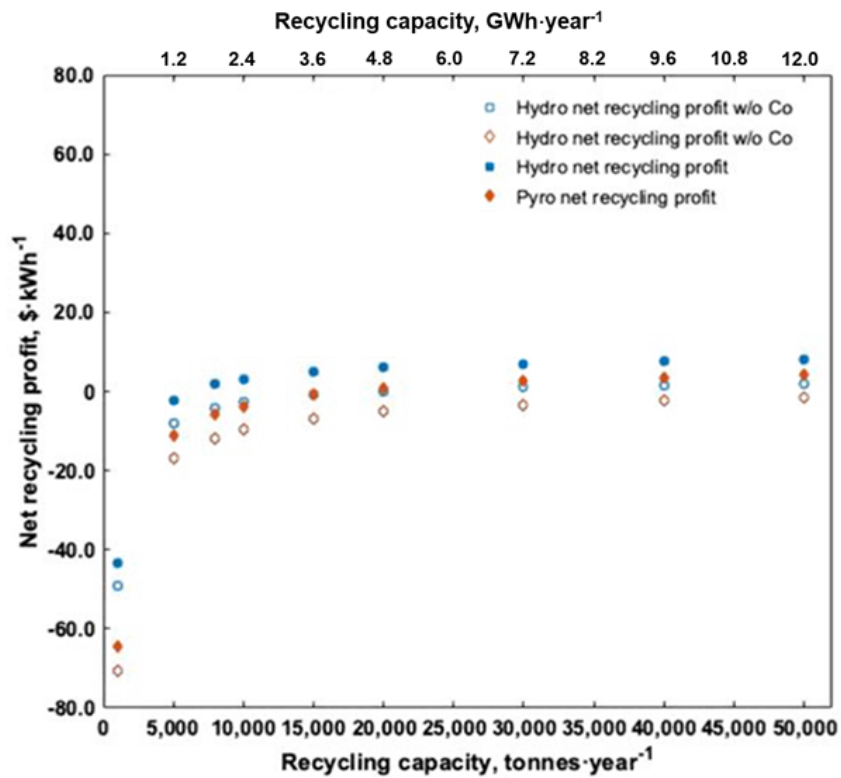 Recycling capacity, GWh·year-1
1.2 2.4 3.6 4.8 6.0 7.2 8.2 9.6 10.8 12.0
80.0
60.0
40.0
20.0
0
-20.0
-40.0
-60.0
-80.0
Net recycling profit, $·kWh-1
Hydro net recycling profit w/o Co
Hydro net recycling profit w/o Co
Hydro net recycling profit
Pyro net recycling profit
0 5,000 10,000 15,000 20,000 25,000 30,000 35,000 40,000 45,000 50,000
Recycling capacity, tonnes·year-1